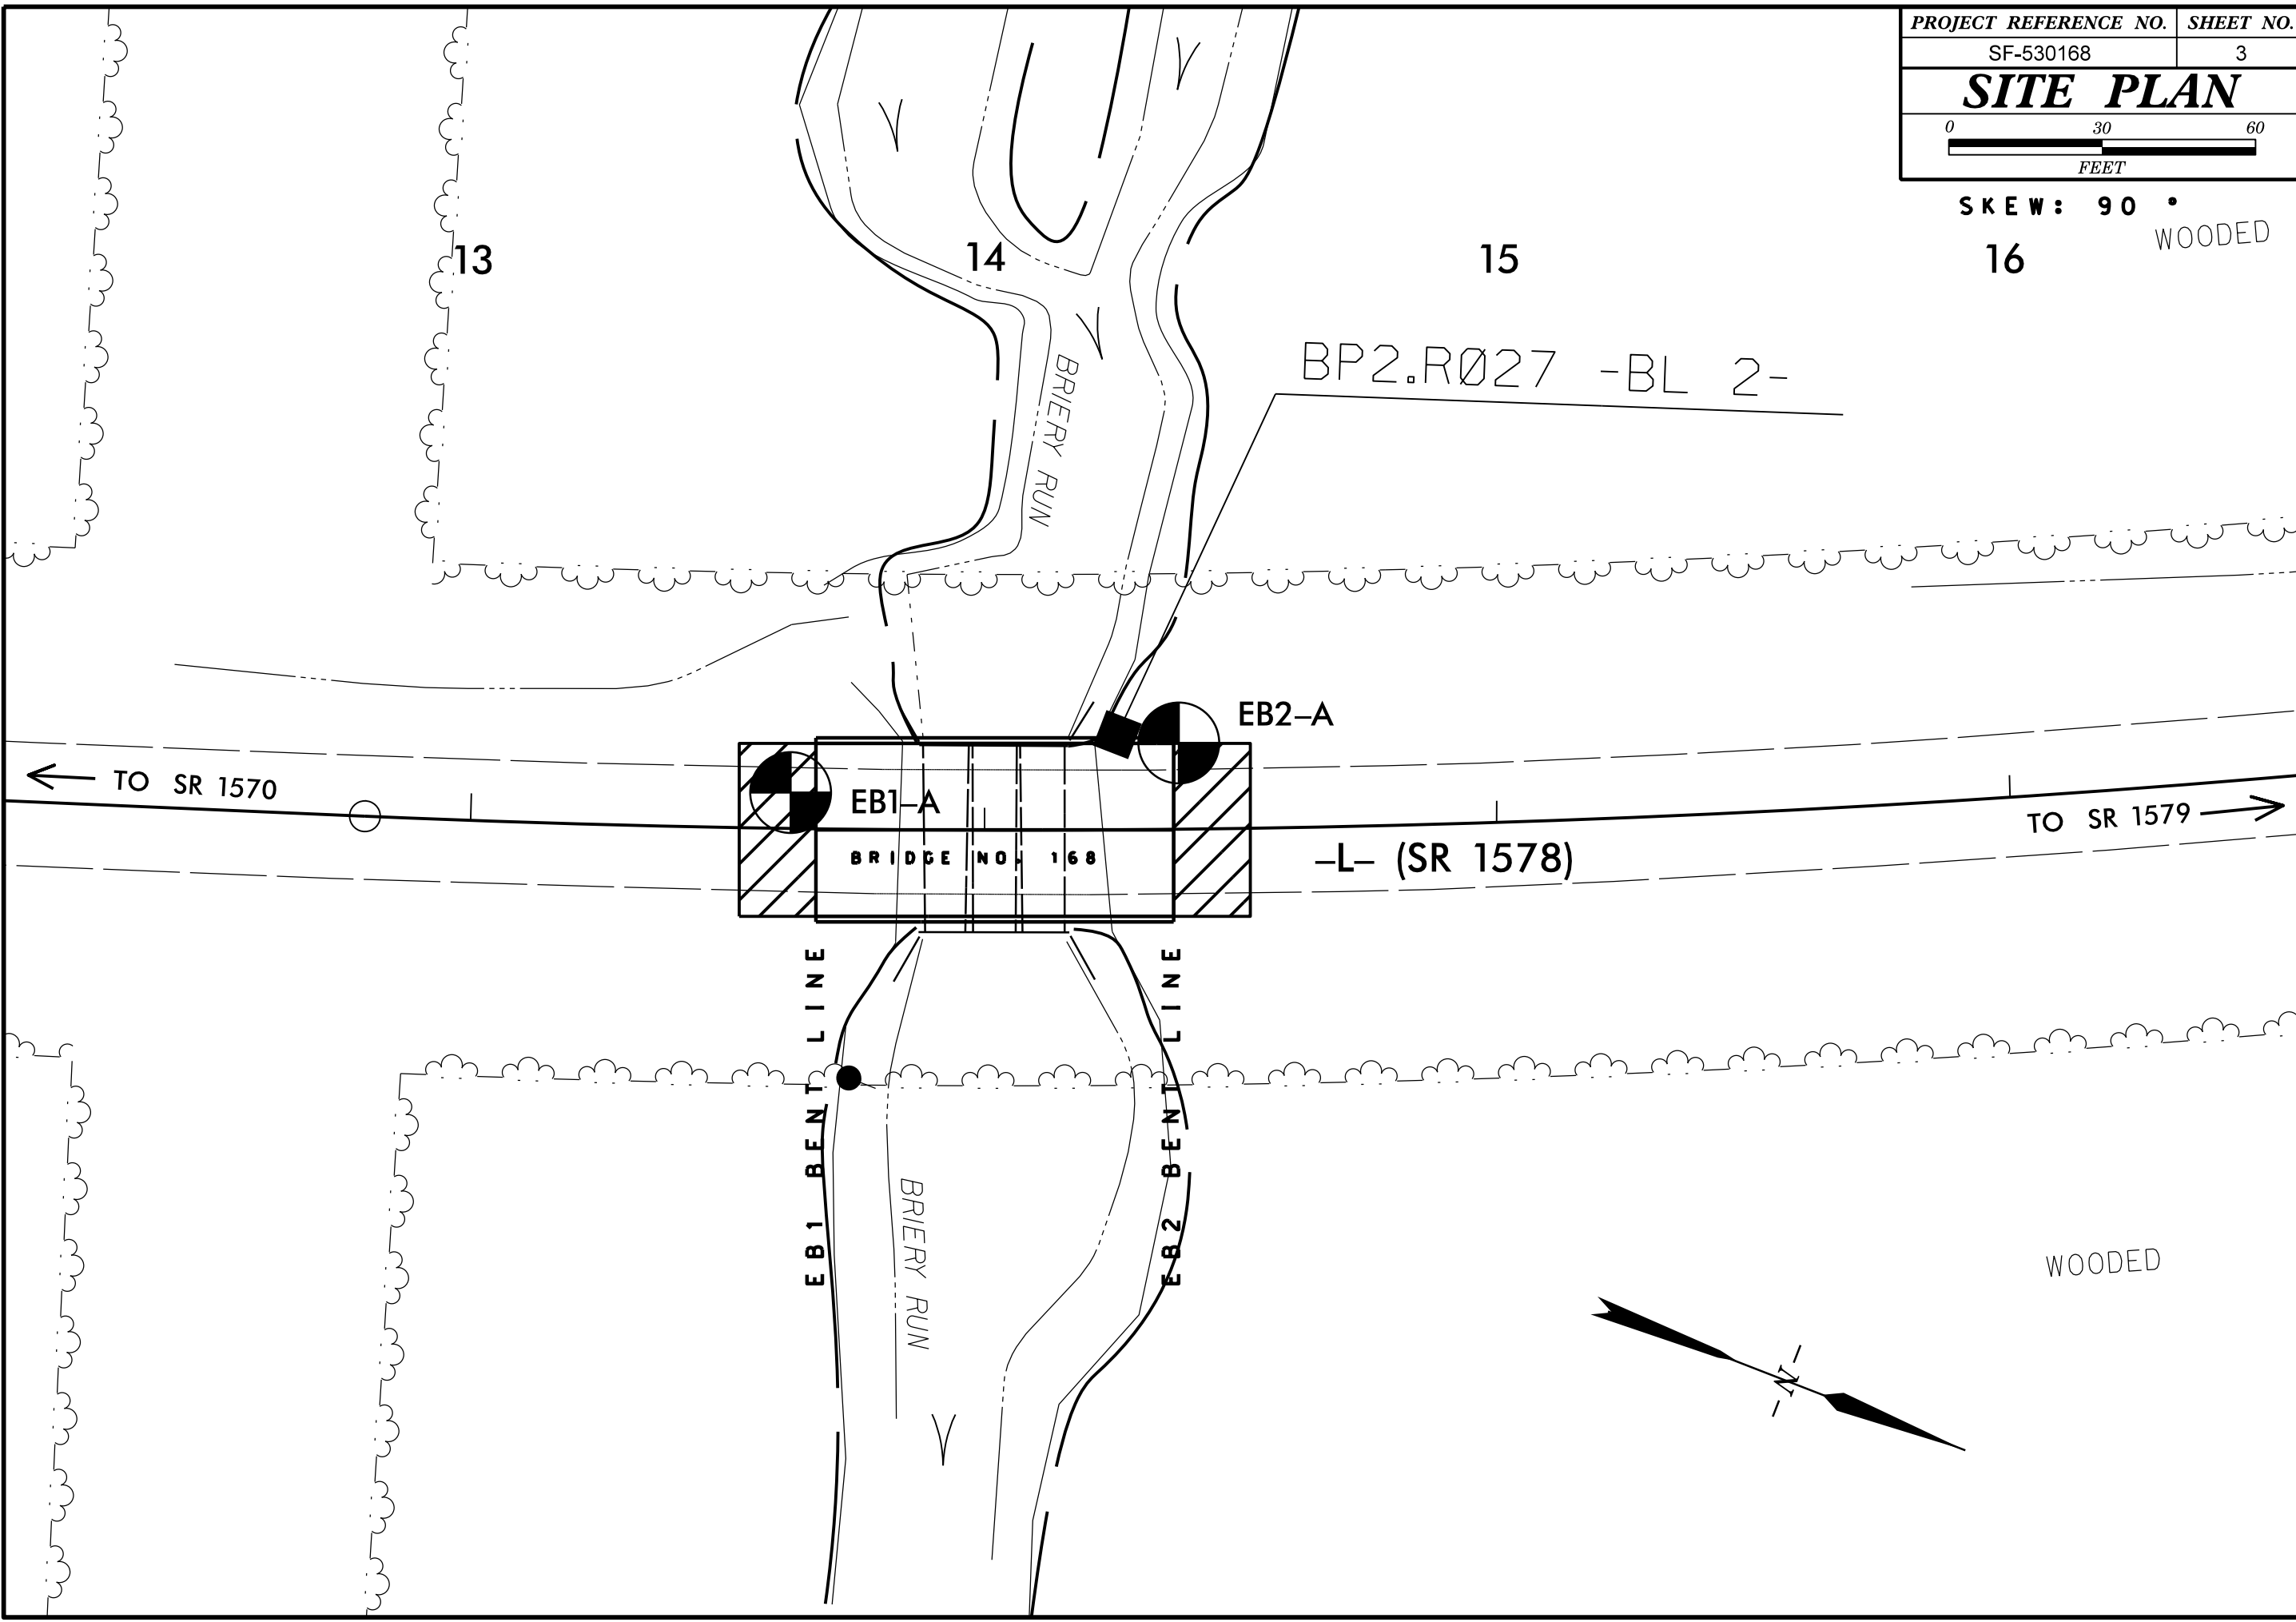 PROJECT REFERENCE NO. SHEET NO.
SF-530168 3
SITE PLAN
0 30 60
FEET
SKEW: 90 °
WOODED
13 14 15 16
BP2.RØ27 -BL 2-
BRIERY RUN
EB2–A
TO SR 1570
EB1–A
TO SR 1579
BRIDGE NO. 168
–L– (SR 1578)
EB1 BENT LINE
EB2 BENT LINE
BRIERY RUN
WOODED
N